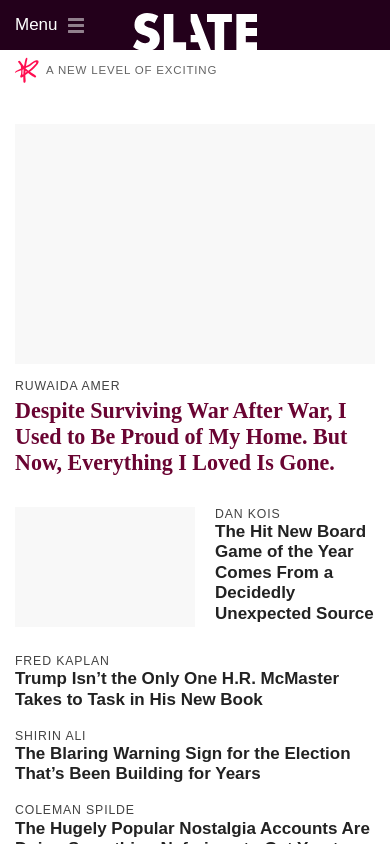 Menu
SLATE
A NEW LEVEL OF EXCITING
RUWAIDA AMER
Despite Surviving War After War, I
Used to Be Proud of My Home. But
Now, Everything I Loved Is Gone.
DAN KOIS
The Hit New Board
Game of the Year
Comes From a
Decidedly
Unexpected Source
FRED KAPLAN
Trump Isn’t the Only One H.R. McMaster
Takes to Task in His New Book
SHIRIN ALI
The Blaring Warning Sign for the Election
That’s Been Building for Years
COLEMAN SPILDE
The Hugely Popular Nostalgia Accounts Are